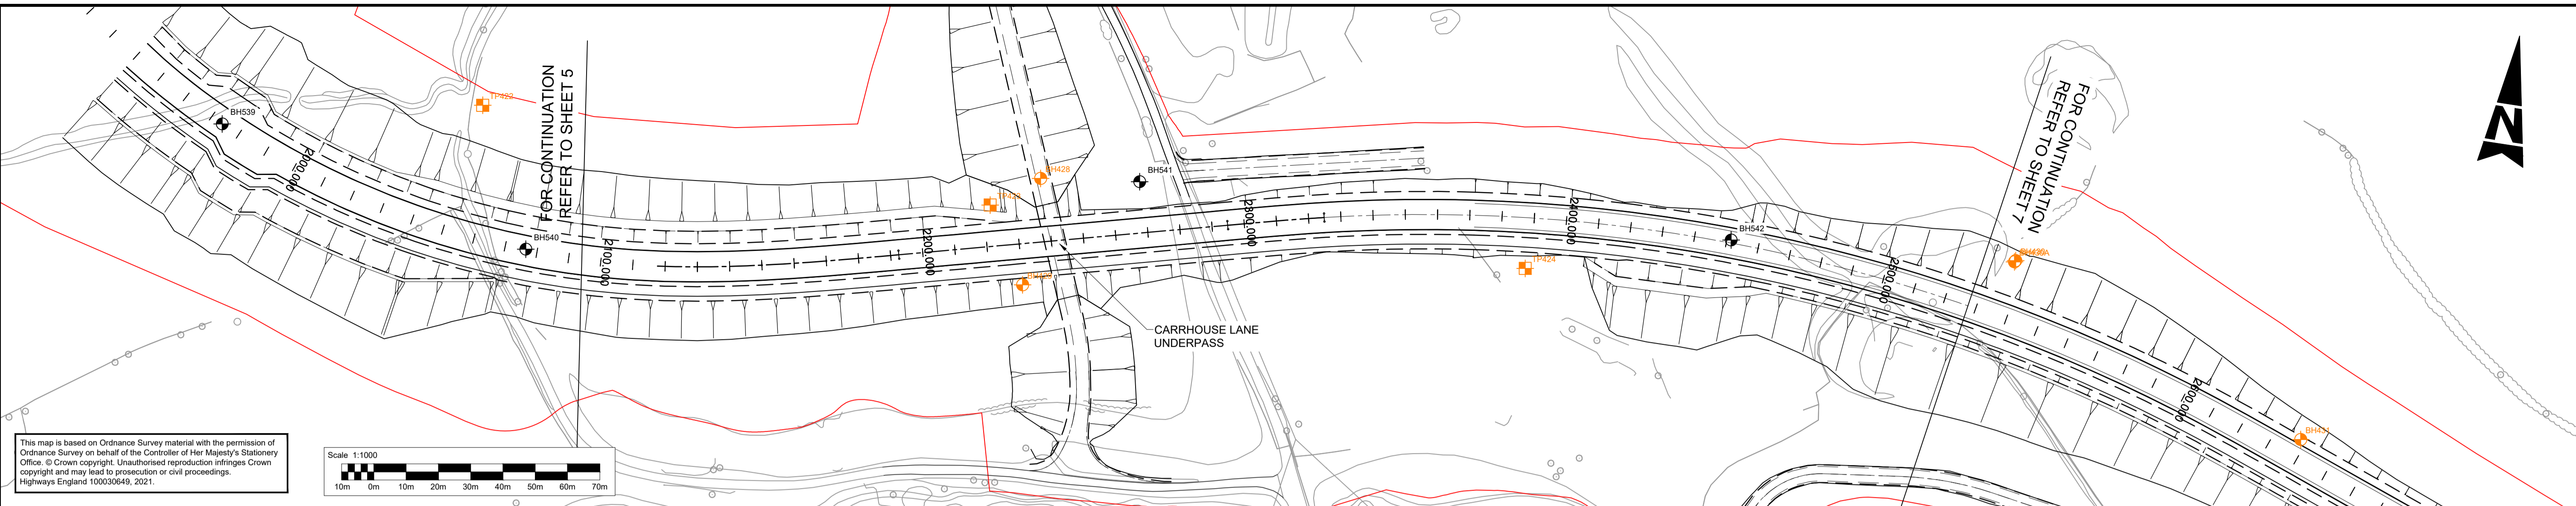 BH539
TP422
FOR CONTINUATION
REFER TO SHEET 5
2000.000
BH540
2100.000
2200.000
TP423
BH428
BH541
CARRHOUSE LANE
UNDERPASS
2300.000
TP424
2400.000
BH542
2500.000
FOR CONTINUATION
REFER TO SHEET 7
2600.000
BH431
N
This map is based on Ordnance Survey material with the permission of
Ordnance Survey on behalf of the Controller of Her Majesty's Stationery
Office. © Crown copyright. Unauthorised reproduction infringes Crown
copyright and may lead to prosecution or civil proceedings.
Highways England 100030649, 2021.
Scale 1:1000
10m 0m 10m 20m 30m 40m 50m 60m 70m